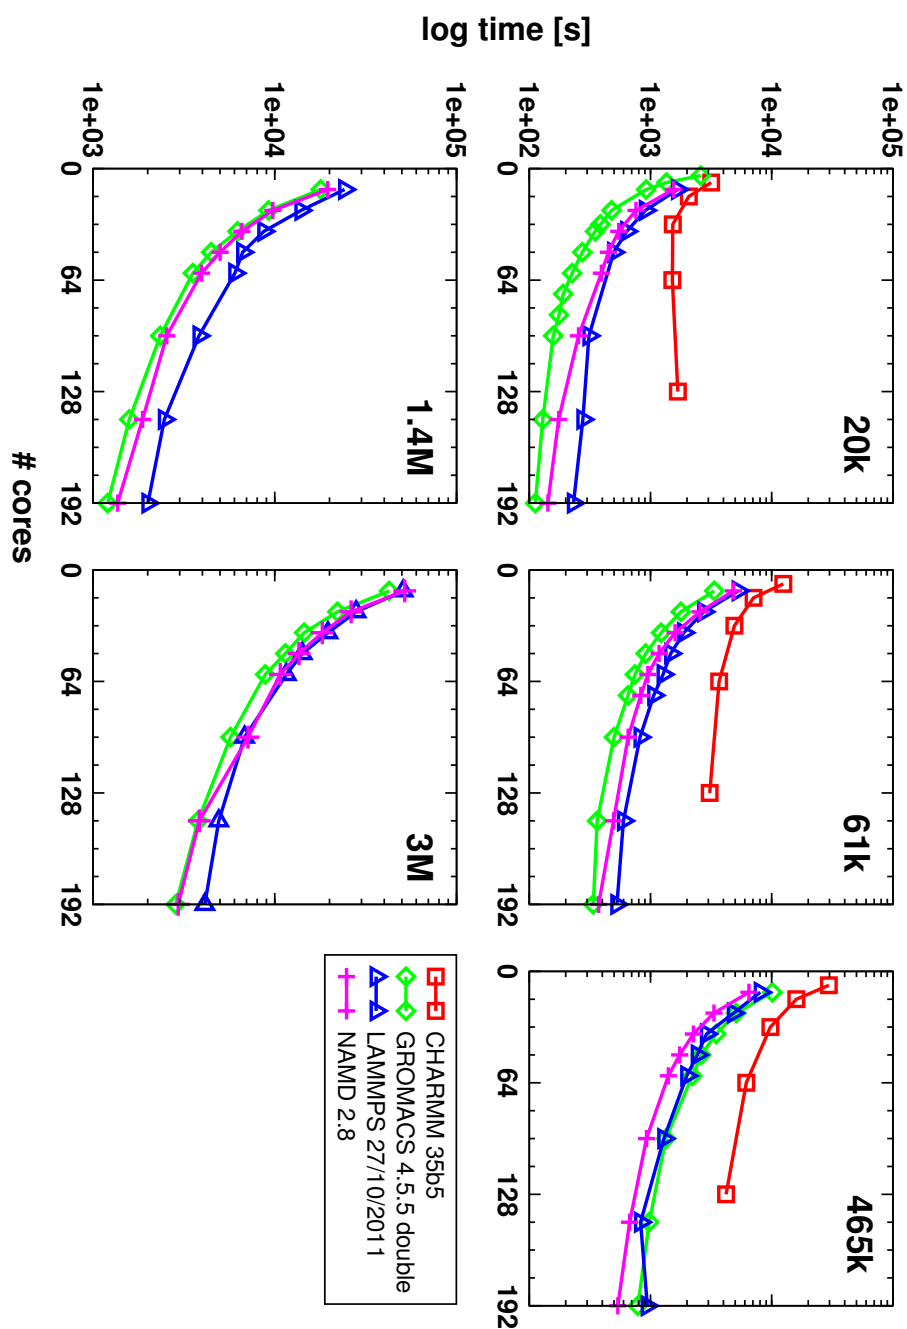 log time [s]
1e+05
1e+04
1e+03
1e+02
20k
0
64
128
192
61k
0
64
128
192
465k
0
64
128
192
1e+05
1e+04
1e+03
1.4M
0
64
128
192
3M
0
64
128
192
# cores
CHARMM 35b5
GROMACS 4.5.5 double
LAMMPS 27/10/2011
NAMD 2.8